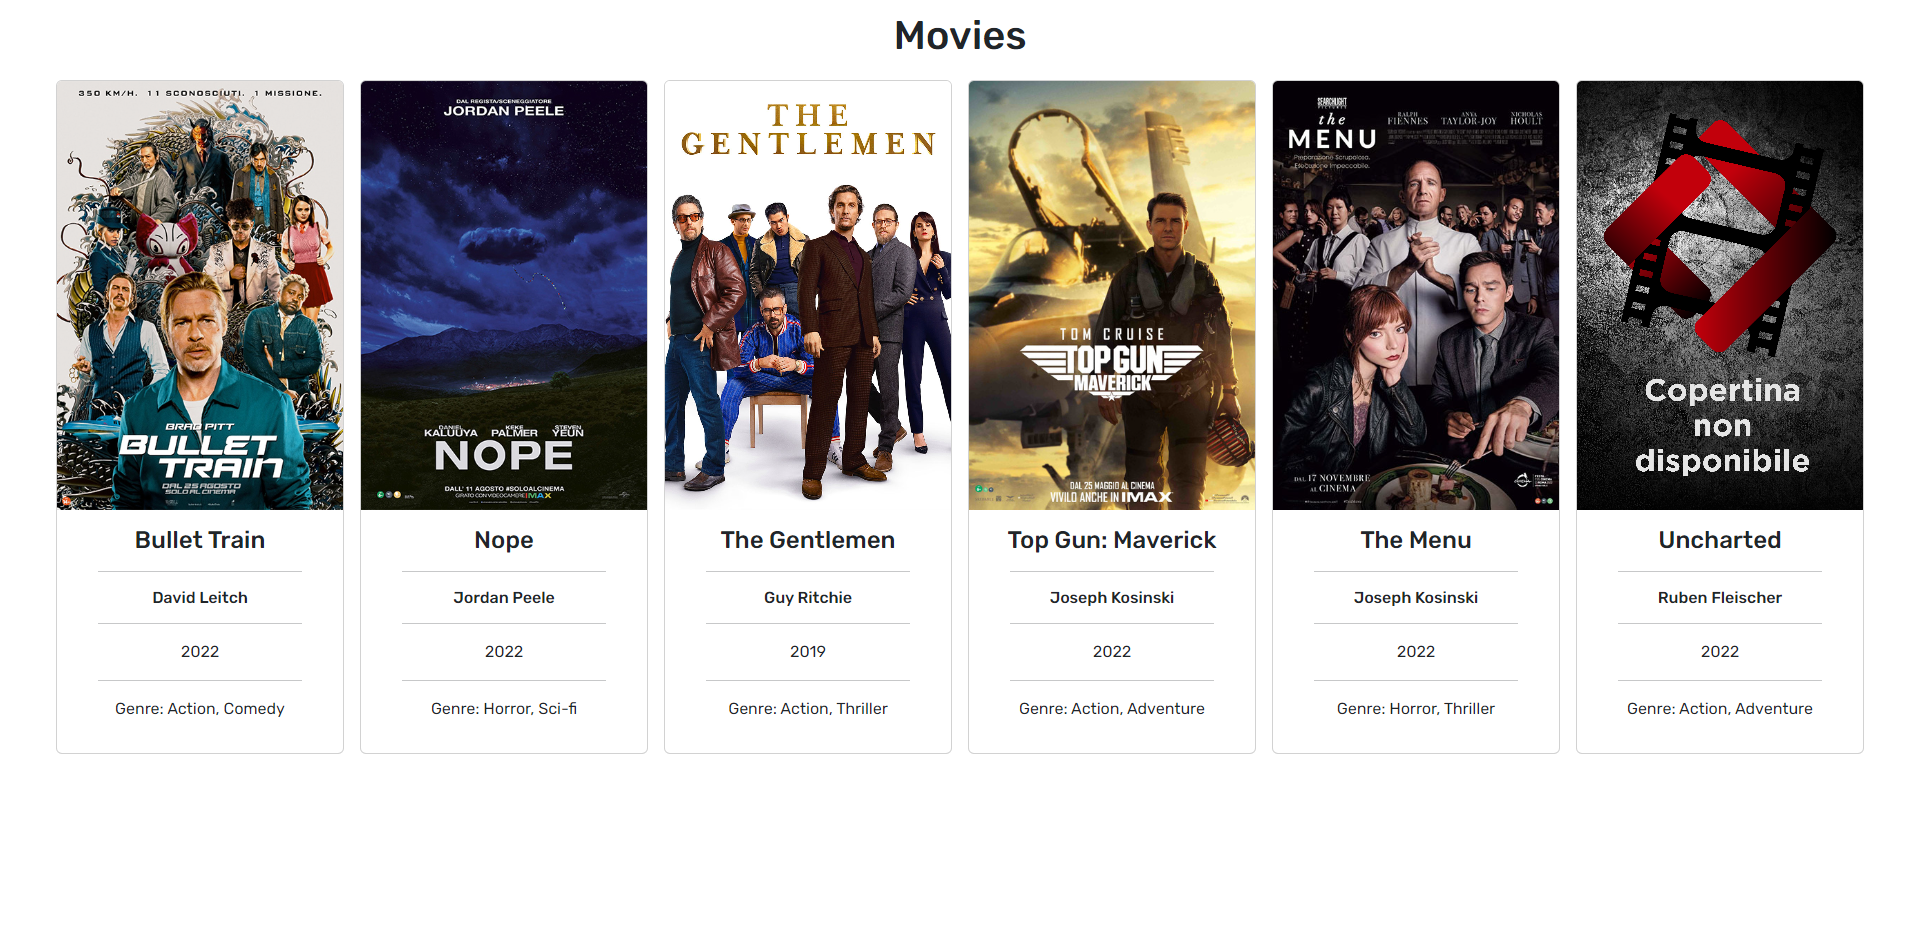 Movies
350 KM/H. 11 SCONOSCIUTI. 1 MISSIONE.
BRAD PITT
BULLET
TRAIN
DAL 25 AGOSTO
SOLO AL CINEMA
Bullet Train
David Leitch
2022
Genre: Action, Comedy
DAL REGISTA/SCENEGGIATORE
JORDAN PEELE
DANIEL KALUUYA KEKE PALMER STEVEN YEUN
NOPE
DALL' 11 AGOSTO #SOLOALCINEMA
GIRATO CON VIDEOCAMERE IMAX
Nope
Jordan Peele
2022
Genre: Horror, Sci-fi
THE
GENTLEMEN
The Gentlemen
Guy Ritchie
2019
Genre: Action, Thriller
TOM CRUISE
TOP GUN
MAVERICK
DAL 25 MAGGIO AL CINEMA
VIVILO ANCHE IN IMAX
Top Gun: Maverick
Joseph Kosinski
2022
Genre: Action, Adventure
SEARCHLIGHT
the
MENU
RALPH FIENNES ANYA TAYLOR-JOY NICHOLAS HOULT
Preparazione Scrupolosa.
Esecuzione Impeccabile.
DAL 17 NOVEMBRE
AL CINEMA
The Menu
Joseph Kosinski
2022
Genre: Horror, Thriller
Copertina
non
disponibile
Uncharted
Ruben Fleischer
2022
Genre: Action, Adventure